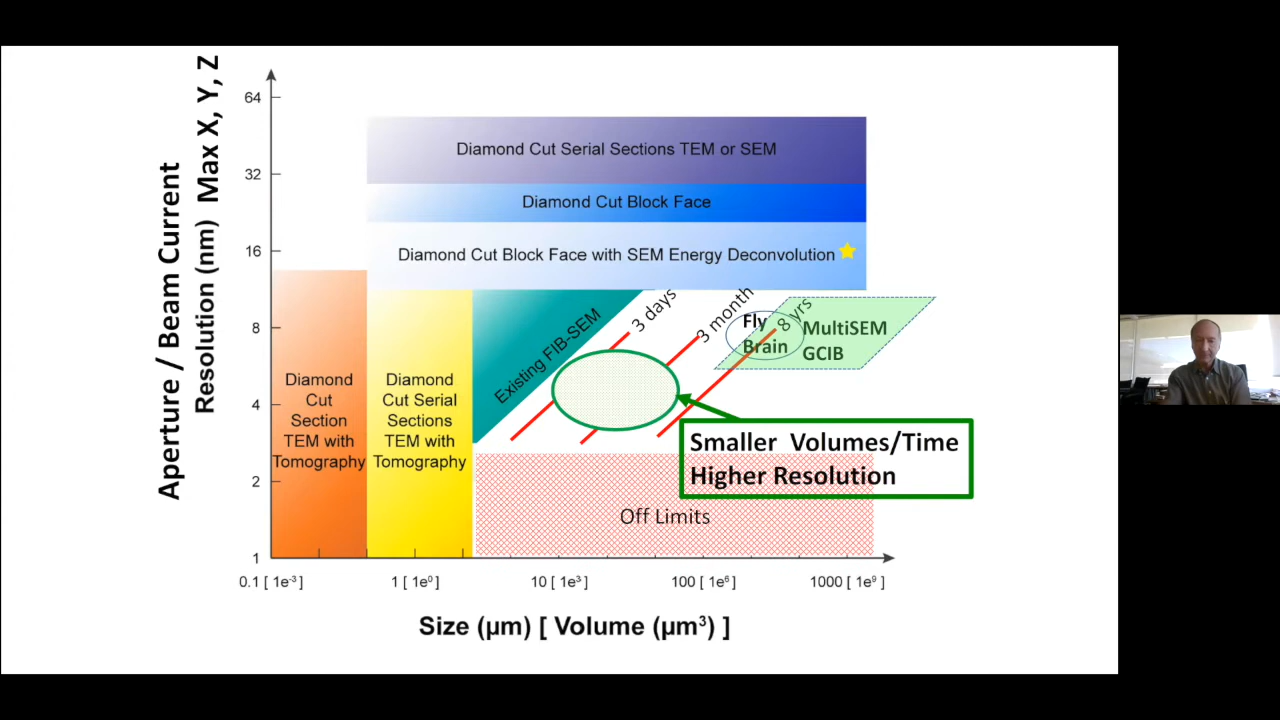 Aperture / Beam Current
Resolution (nm)  Max X, Y, Z
64
32
16
8
4
2
1
Diamond Cut Serial Sections TEM or SEM
Diamond Cut Block Face
Diamond Cut Block Face with SEM Energy Deconvolution
Existing FIB-SEM
3 days
3 month
8 yrs
Fly
Brain
MultiSEM
GCIB
Diamond
Cut
Section
TEM with
Tomography
Diamond
Cut Serial
Sections
TEM with
Tomography
Smaller  Volumes/Time
Higher Resolution
Off Limits
0.1 [ 1e⁻³]
1 [ 1e⁰]
10 [ 1e³]
100 [ 1e⁶]
1000 [ 1e⁹]
Size (µm) [ Volume (µm³) ]